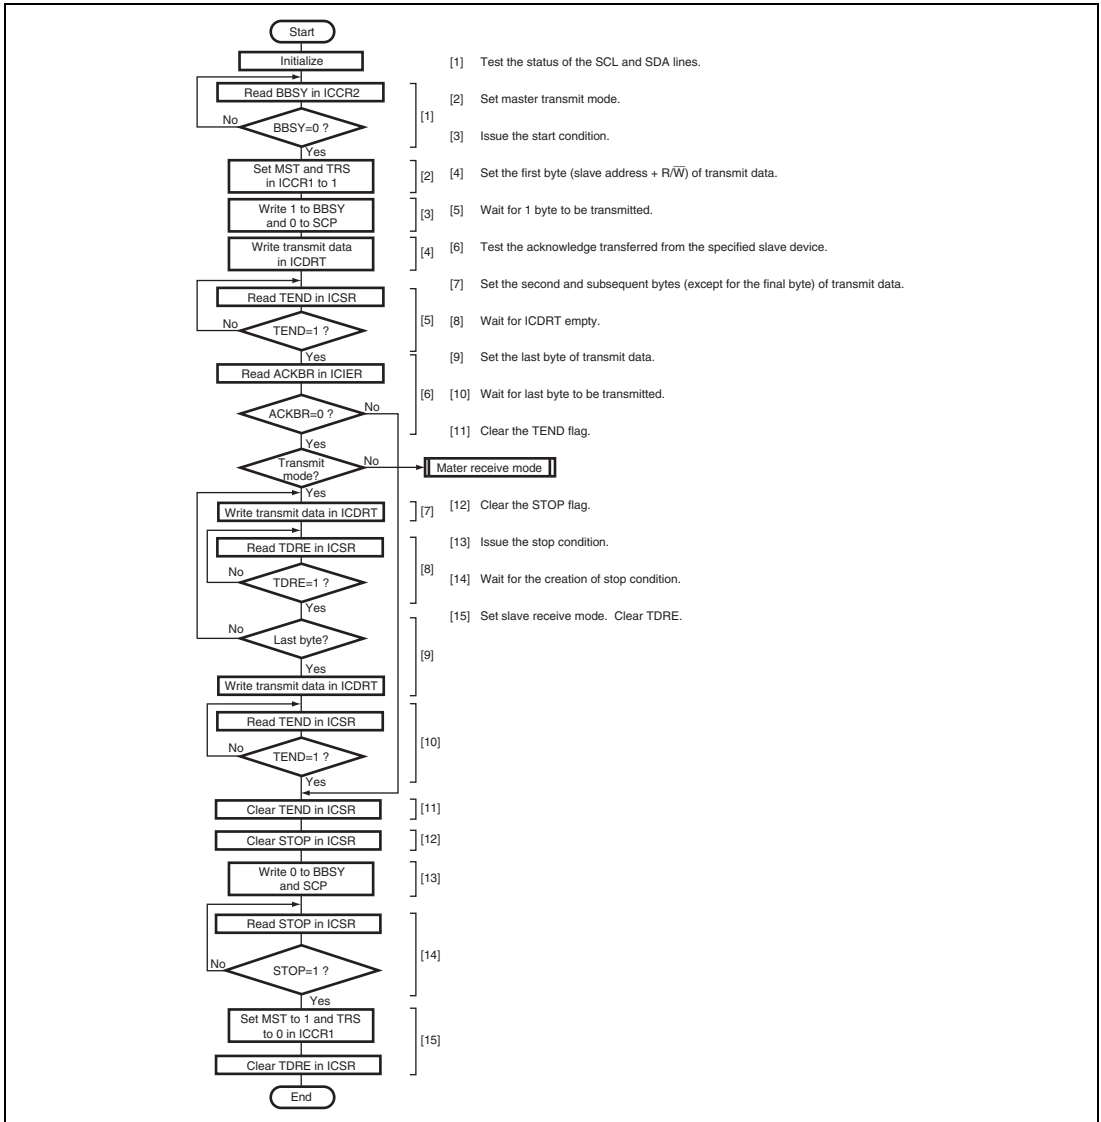 Start
Initialize
Read BBSY in ICCR2
BBSY=0 ?
No
Yes
[1]
Set MST and TRS
in ICCR1 to 1
[2]
Write 1 to BBSY
and 0 to SCP
[3]
Write transmit data
in ICDRT
[4]
Read TEND in ICSR
TEND=1 ?
No
Yes
[5]
Read ACKBR in ICIER
ACKBR=0 ?
No
Yes
[6]
Transmit
mode?
No
Yes
Mater receive mode
Write transmit data in ICDRT
[7]
Read TDRE in ICSR
TDRE=1 ?
No
Yes
[8]
Last byte?
No
Yes
Write transmit data in ICDRT
[9]
Read TEND in ICSR
TEND=1 ?
No
Yes
[10]
Clear TEND in ICSR
[11]
Clear STOP in ICSR
[12]
Write 0 to BBSY
and SCP
[13]
Read STOP in ICSR
STOP=1 ?
No
Yes
[14]
Set MST to 1 and TRS
to 0 in ICCR1
Clear TDRE in ICSR
[15]
End
[1] Test the status of the SCL and SDA lines.
[2] Set master transmit mode.
[3] Issue the start condition.
[4] Set the first byte (slave address + R/W̅) of transmit data.
[5] Wait for 1 byte to be transmitted.
[6] Test the acknowledge transferred from the specified slave device.
[7] Set the second and subsequent bytes (except for the final byte) of transmit data.
[8] Wait for ICDRT empty.
[9] Set the last byte of transmit data.
[10] Wait for last byte to be transmitted.
[11] Clear the TEND flag.
[12] Clear the STOP flag.
[13] Issue the stop condition.
[14] Wait for the creation of stop condition.
[15] Set slave receive mode. Clear TDRE.